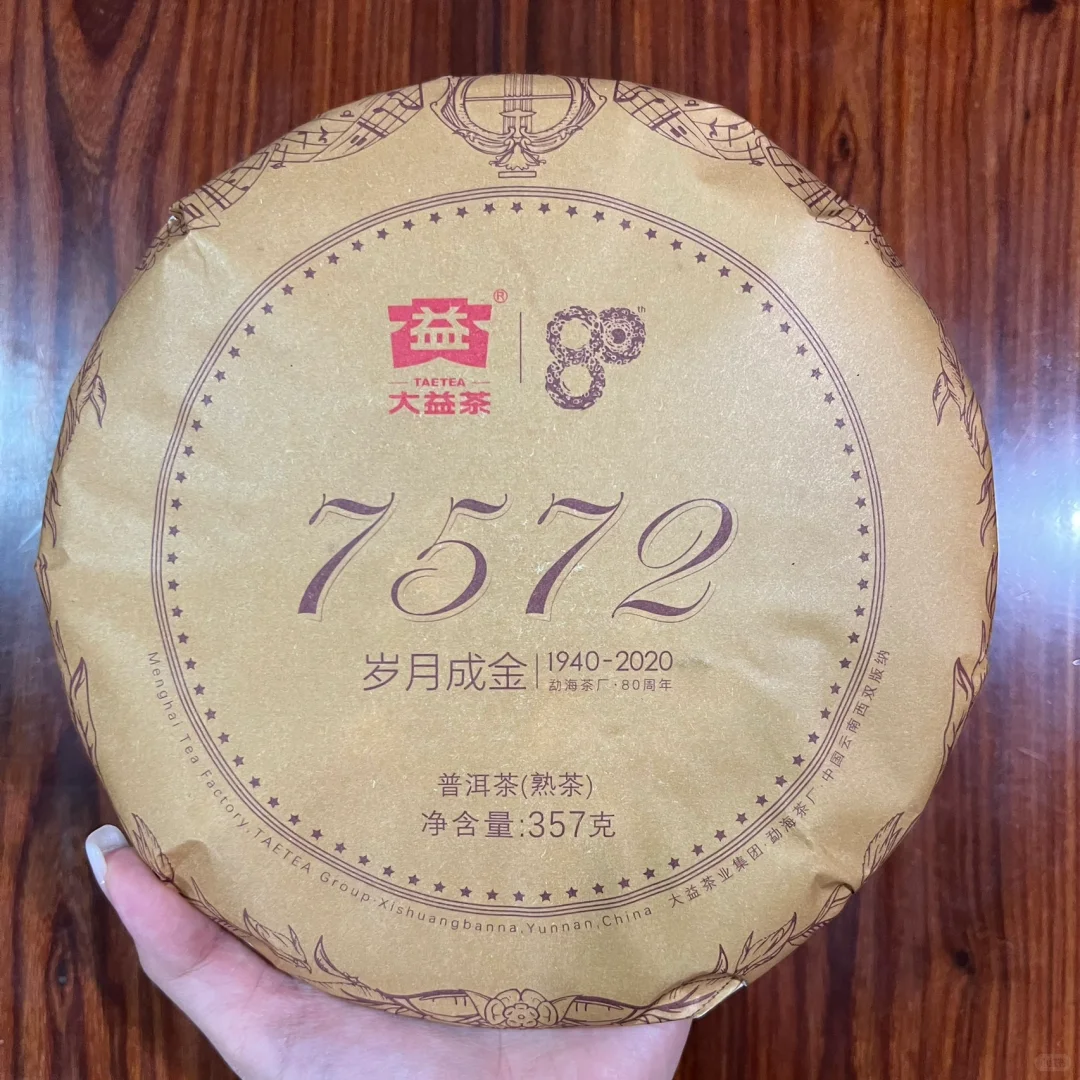 益®
TAETEA
大益茶
80th
7572
岁月成金
1940-2020
勐海茶厂·80周年
普洱茶(熟茶)
净含量:357克
Menghai Tea Factory,TAETEA Group·Xishuangbanna,Yunnan,China
大益茶业集团·勐海茶厂 中国云南西双版纳